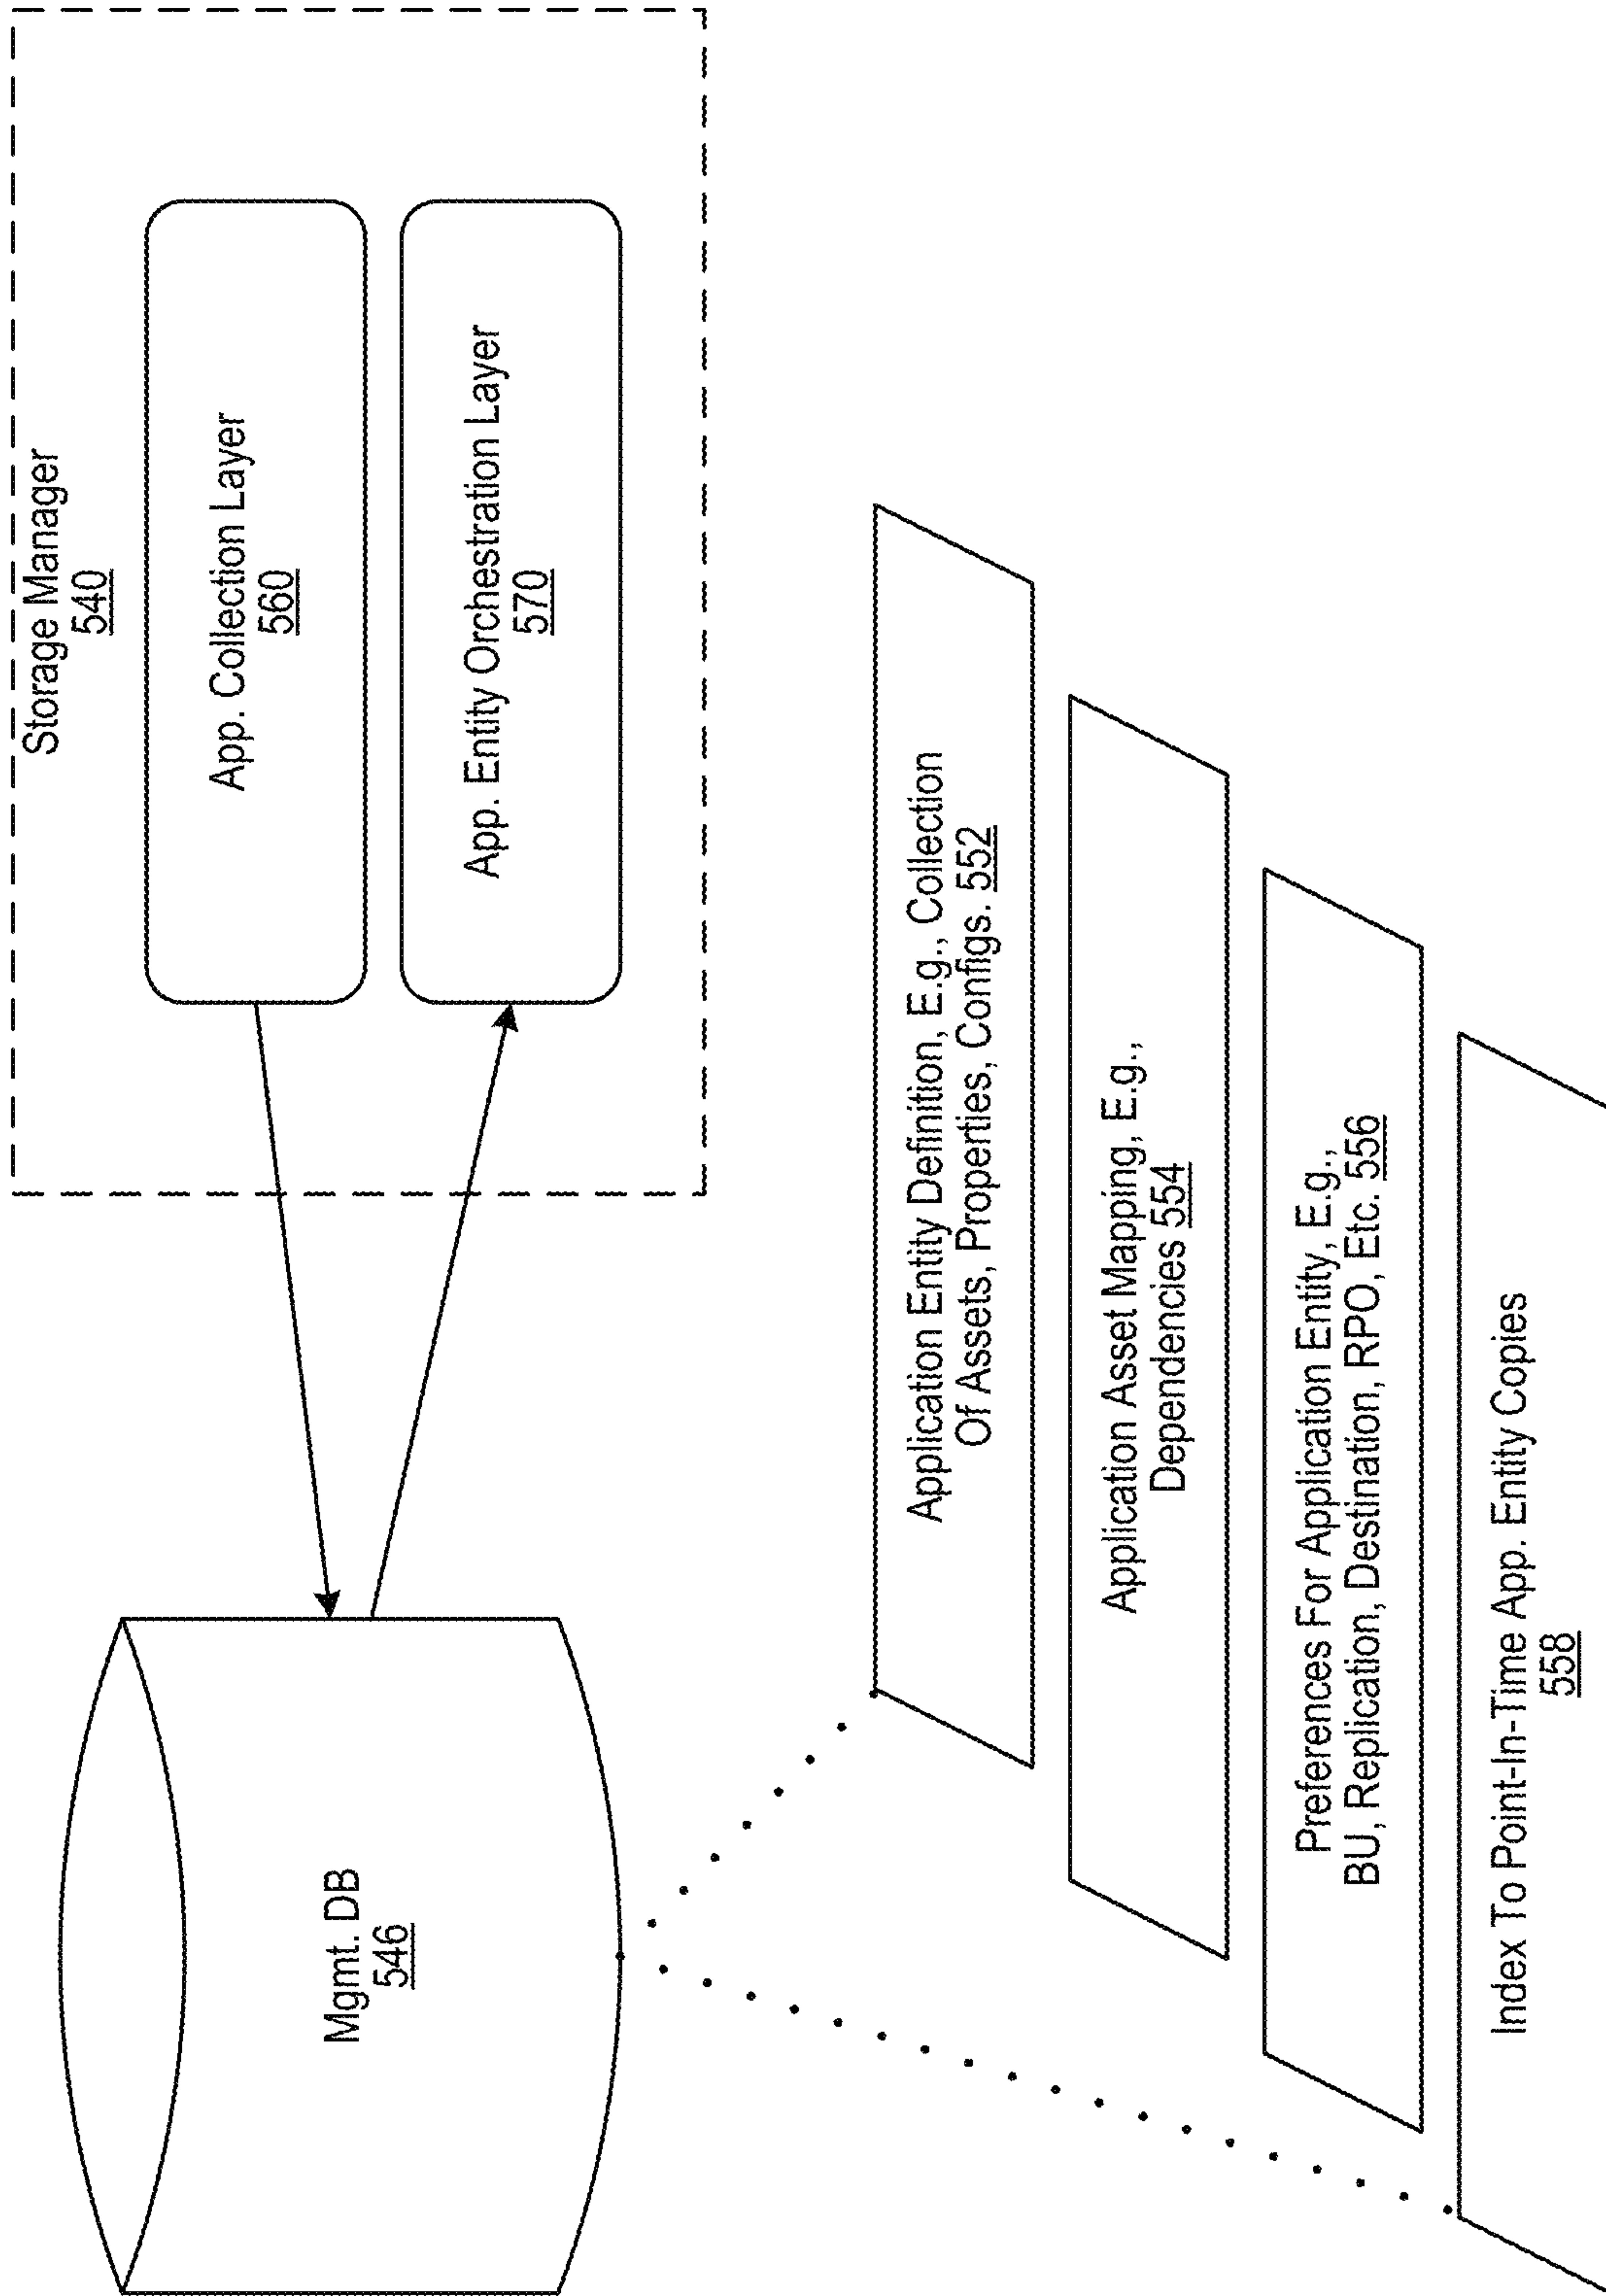 Storage Manager
540
App. Collection Layer
560
App. Entity Orchestration Layer
570
Mgmt. DB
546
Application Entity Definition, E.g., Collection
Of Assets, Properties, Configs. 552
Application Asset Mapping, E.g.,
Dependencies 554
Preferences For Application Entity, E.g.,
BU, Replication, Destination, RPO, Etc. 556
Index To Point-In-Time App. Entity Copies
558